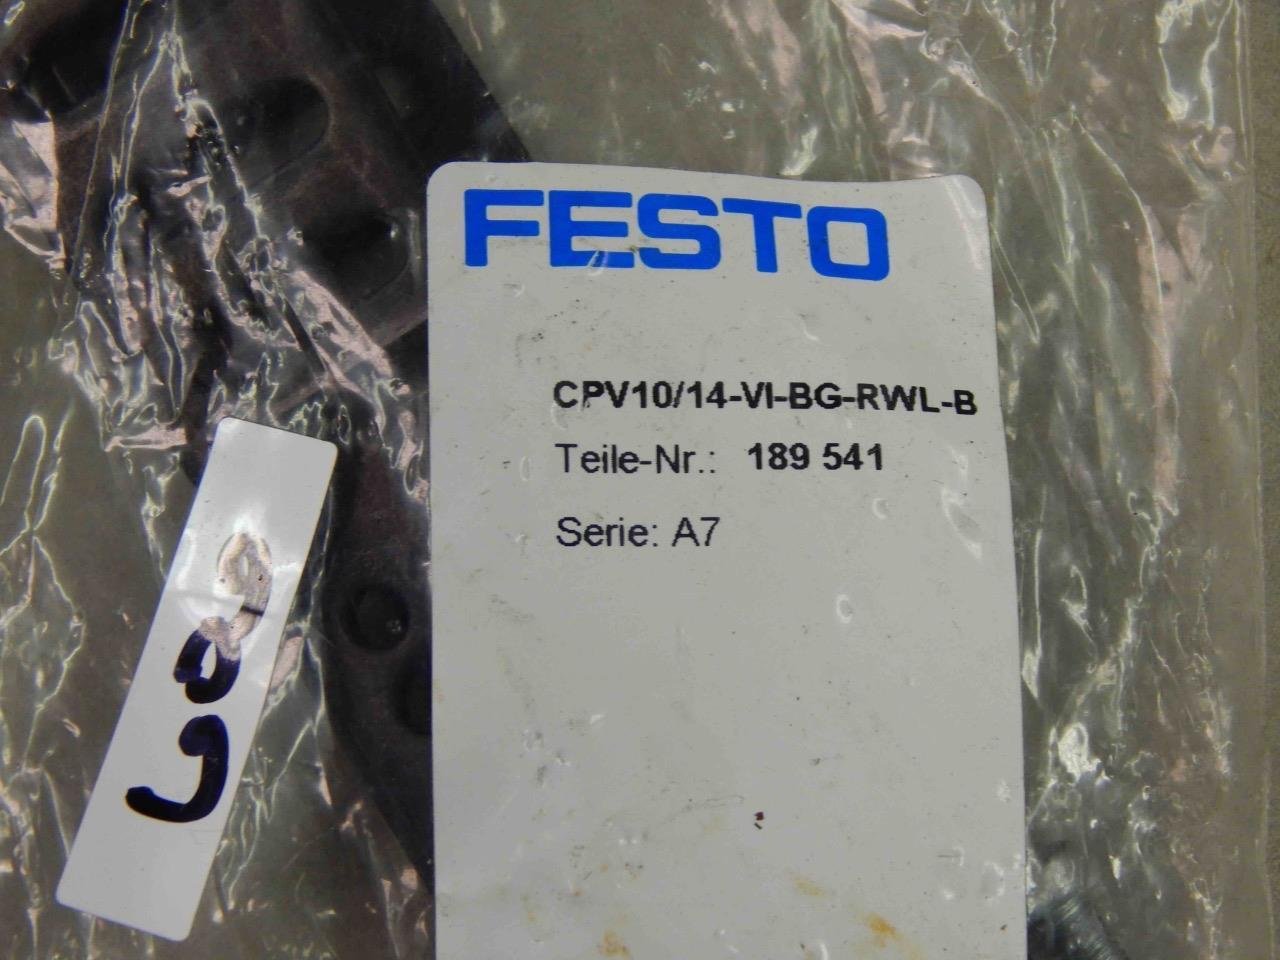 FESTO
CPV10/14-VI-BG-RWL-B
Teile-Nr.: 189 541
Serie: A7